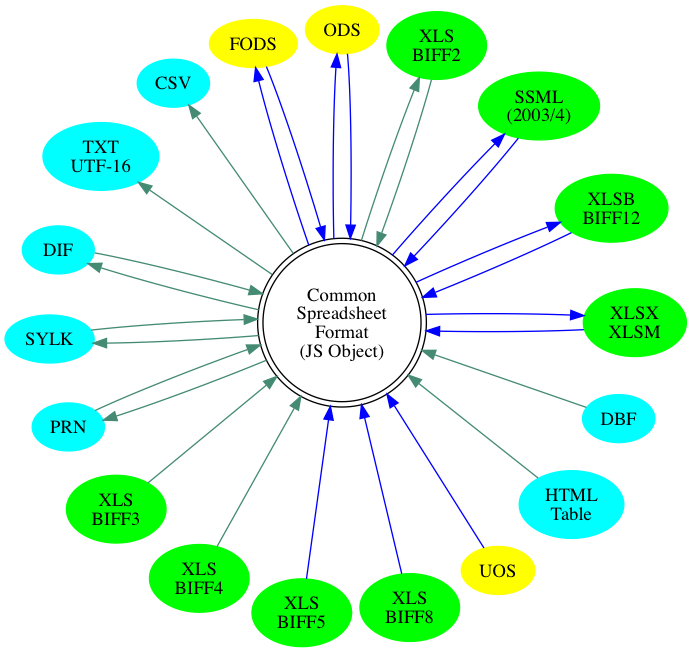 ODS
FODS
XLS
BIFF2
CSV
SSML
(2003/4)
TXT
UTF-16
XLSB
BIFF12
DIF
Common
Spreadsheet
Format
(JS Object)
XLSX
XLSM
SYLK
DBF
PRN
HTML
Table
XLS
BIFF3
XLS
BIFF4
UOS
XLS
BIFF5
XLS
BIFF8